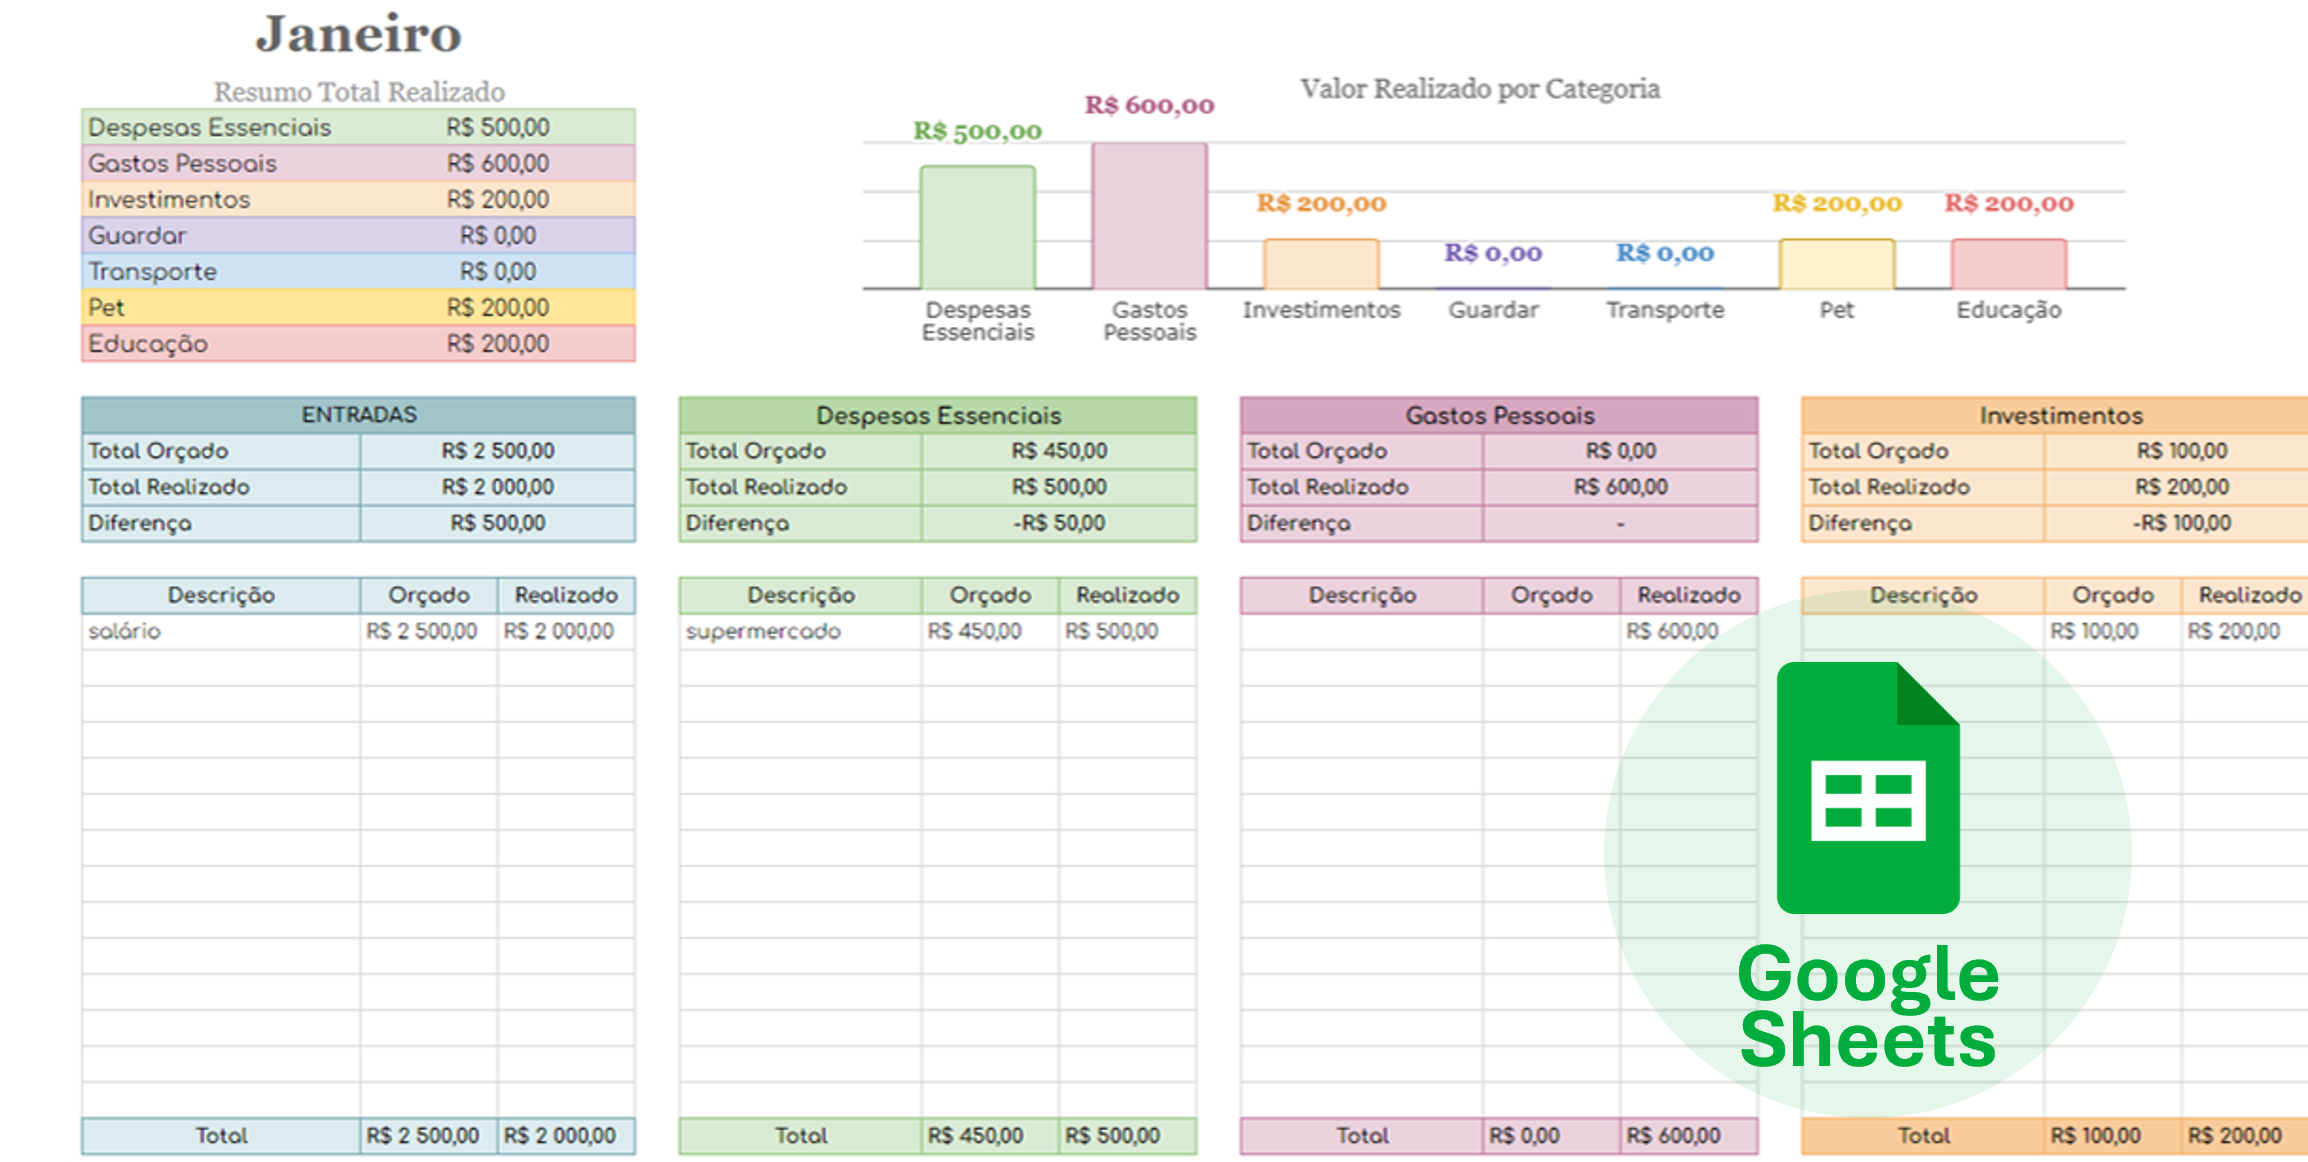 Janeiro
Resumo Total Realizado
Despesas Essenciais R$ 500,00
Gastos Pessoais R$ 600,00
Investimentos R$ 200,00
Guardar R$ 0,00
Transporte R$ 0,00
Pet R$ 200,00
Educação R$ 200,00
Valor Realizado por Categoria
R$ 500,00
R$ 600,00
R$ 200,00
R$ 0,00
R$ 0,00
R$ 200,00
R$ 200,00
Despesas
Essenciais
Gastos
Pessoais
Investimentos
Guardar
Transporte
Pet
Educação
ENTRADAS
Total Orçado R$ 2 500,00
Total Realizado R$ 2 000,00
Diferença R$ 500,00
Descrição Orçado Realizado
salário R$ 2 500,00 R$ 2 000,00
Total R$ 2 500,00 R$ 2 000,00
Despesas Essenciais
Total Orçado R$ 450,00
Total Realizado R$ 500,00
Diferença -R$ 50,00
Descrição Orçado Realizado
supermercado R$ 450,00 R$ 500,00
Total R$ 450,00 R$ 500,00
Gastos Pessoais
Total Orçado R$ 0,00
Total Realizado R$ 600,00
Diferença -
Descrição Orçado Realizado
R$ 600,00
Total R$ 0,00 R$ 600,00
Investimentos
Total Orçado R$ 100,00
Total Realizado R$ 200,00
Diferença -R$ 100,00
Descrição Orçado Realizado
R$ 100,00 R$ 200,00
Total R$ 100,00 R$ 200,00
Google
Sheets